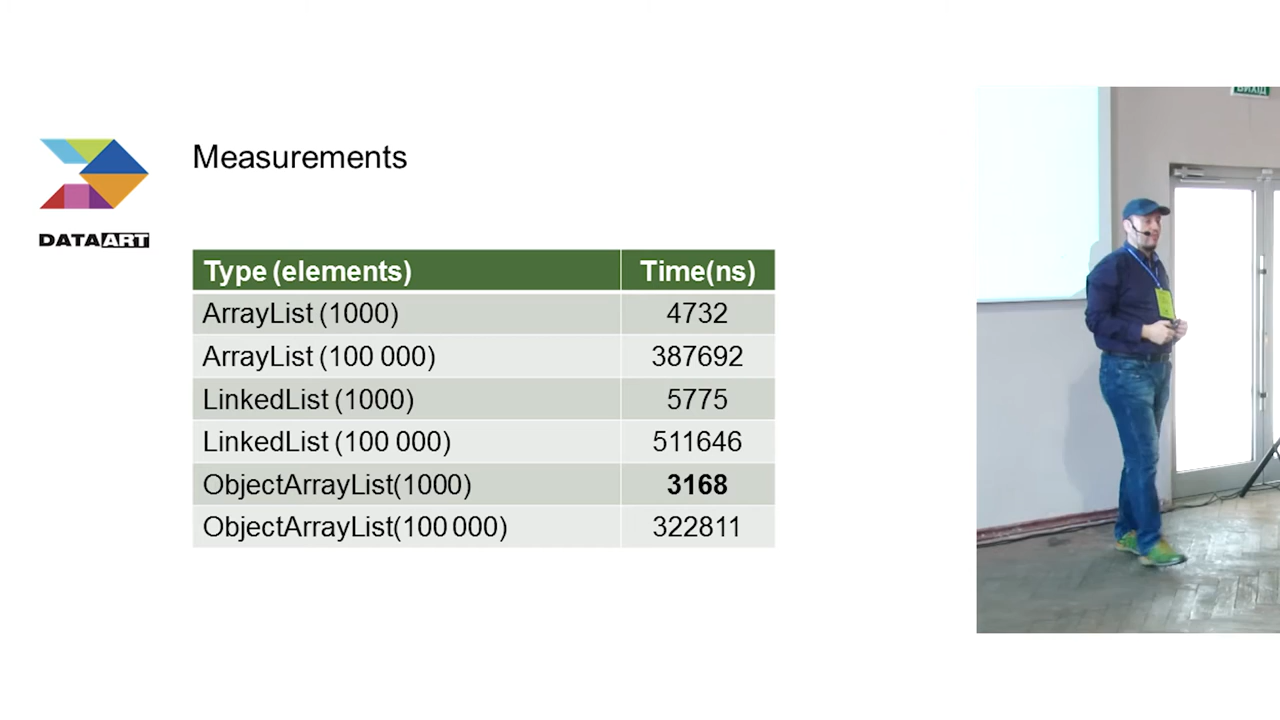 ВИХІД
Measurements
DATAART
Type (elements) Time(ns)
ArrayList (1000) 4732
ArrayList (100 000) 387692
LinkedList (1000) 5775
LinkedList (100 000) 511646
ObjectArrayList(1000) 3168
ObjectArrayList(100 000) 322811